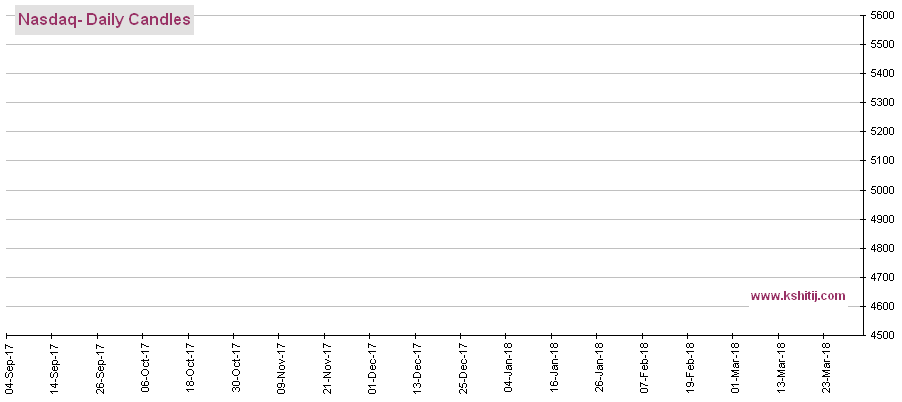 Nasdaq- Daily Candles
5600
5500
5400
5300
5200
5100
5000
4900
4800
4700
www.kshitij.com
4600
4500
04-Sep-17
14-Sep-17
26-Sep-17
06-Oct-17
18-Oct-17
30-Oct-17
09-Nov-17
21-Nov-17
01-Dec-17
13-Dec-17
25-Dec-17
04-Jan-18
16-Jan-18
26-Jan-18
07-Feb-18
19-Feb-18
01-Mar-18
13-Mar-18
23-Mar-18